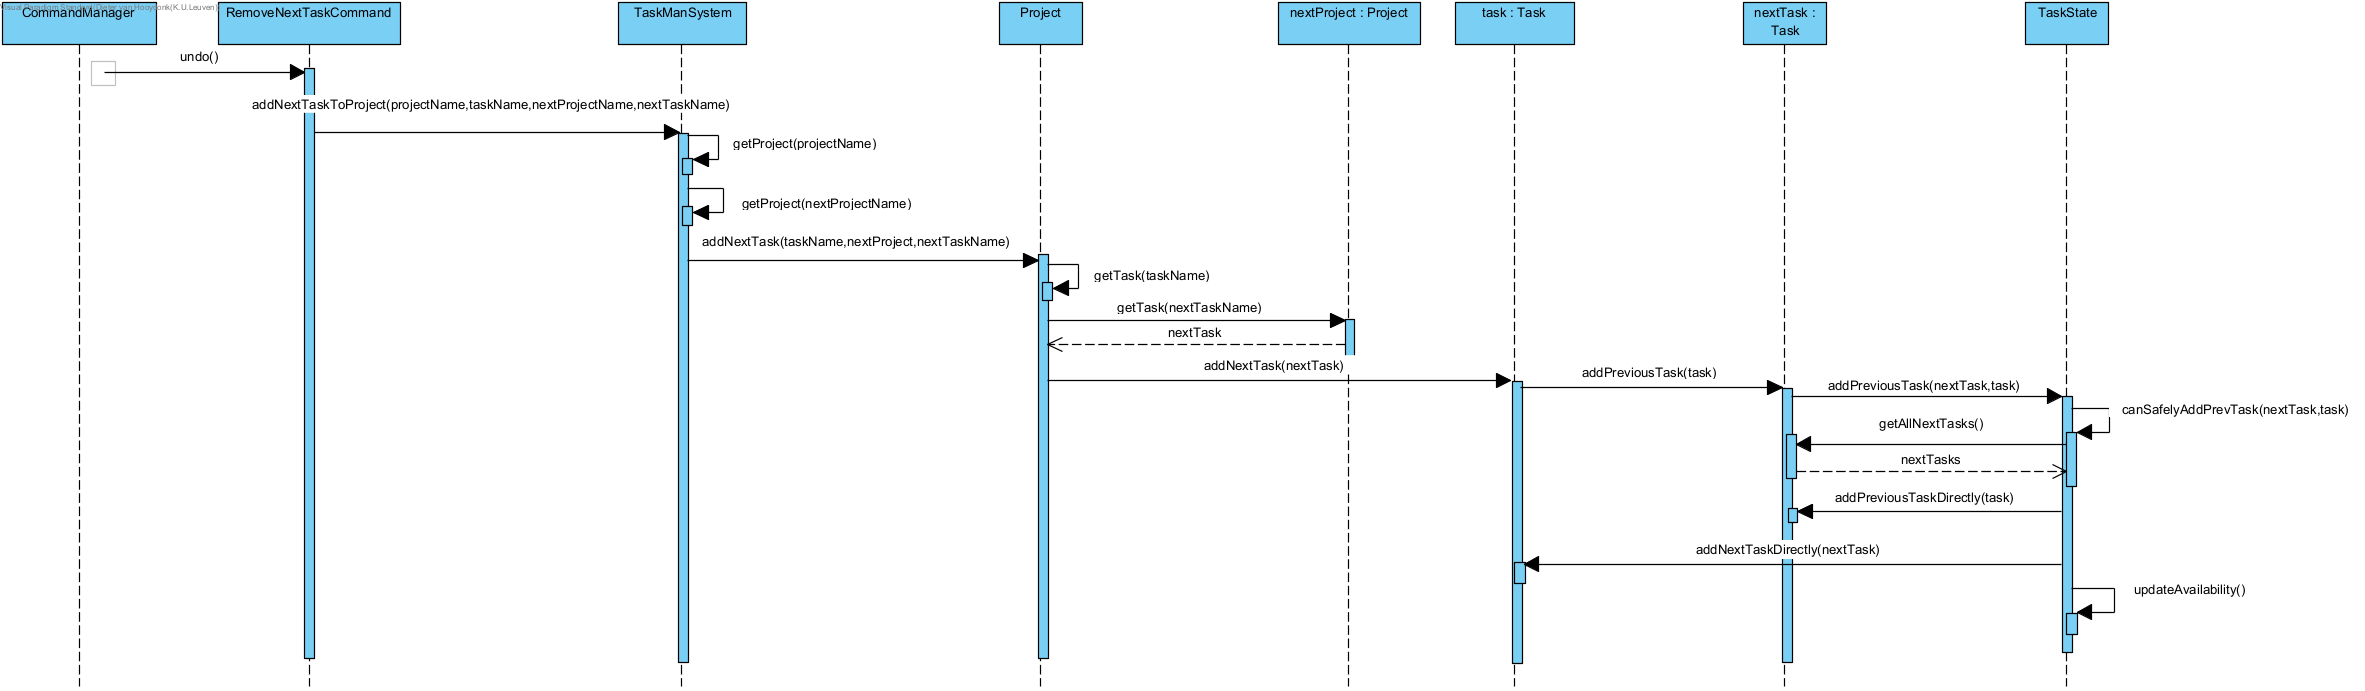 Visual Paradigm Standard(Dieter van Hooydonk(K.U.Leuven))
CommandManager
RemoveNextTaskCommand
TaskManSystem
Project
nextProject : Project
task : Task
nextTask :
Task
TaskState
undo()
addNextTaskToProject(projectName,taskName,nextProjectName,nextTaskName)
getProject(projectName)
getProject(nextProjectName)
addNextTask(taskName,nextProject,nextTaskName)
getTask(taskName)
getTask(nextTaskName)
nextTask
addNextTask(nextTask)
addPreviousTask(task)
addPreviousTask(nextTask,task)
canSafelyAddPrevTask(nextTask,task)
getAllNextTasks()
nextTasks
addPreviousTaskDirectly(task)
addNextTaskDirectly(nextTask)
updateAvailability()